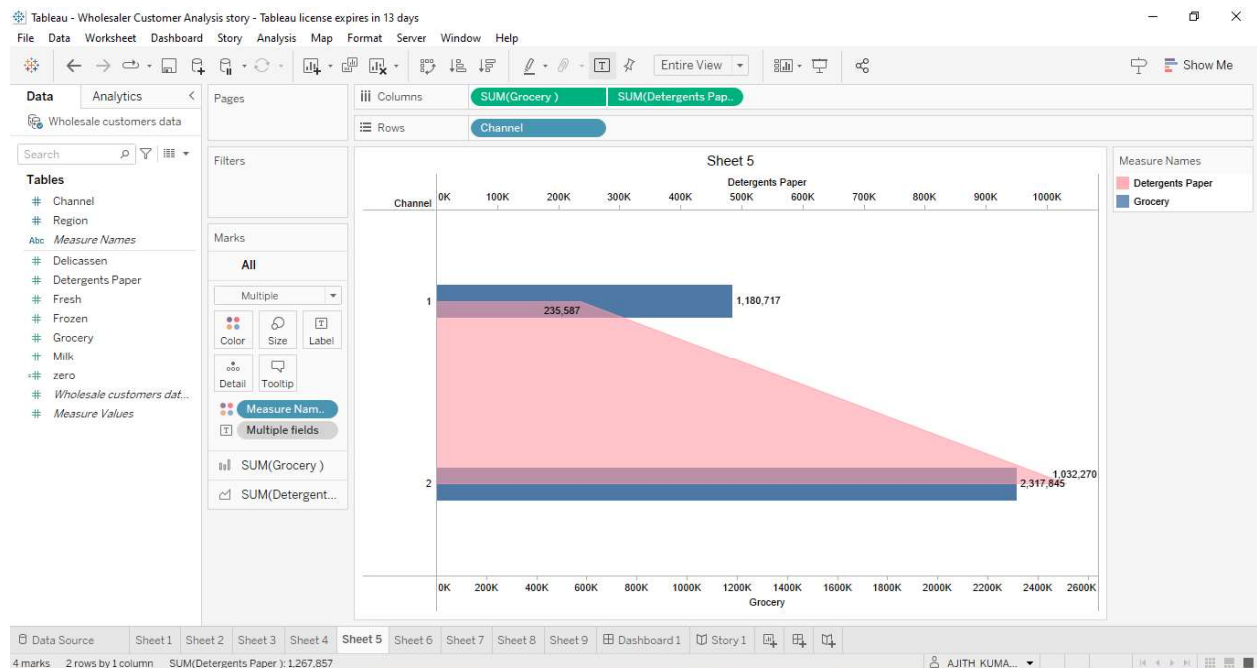 Tableau - Wholesaler Customer Analysis story - Tableau license expires in 13 days
File Data Worksheet Dashboard Story Analysis Map Format Server Window Help
Entire View
Show Me
Data Analytics
Wholesale customers data
Search
Tables
# Channel
# Region
Abc Measure Names
# Delicassen
# Detergents Paper
# Fresh
# Frozen
# Grocery
# Milk
=# zero
# Wholesale customers dat...
# Measure Values
Pages
Filters
Marks
All
Multiple
Color Size Label
Detail Tooltip
Measure Nam..
Multiple fields
SUM(Grocery )
SUM(Detergent...
Columns SUM(Grocery ) SUM(Detergents Pap..
Rows Channel
Sheet 5
Detergents Paper
Channel 0K 100K 200K 300K 400K 500K 600K 700K 800K 900K 1000K
1 235,587 1,180,717
1,032,270
2 2,317,845
0K 200K 400K 600K 800K 1000K 1200K 1400K 1600K 1800K 2000K 2200K 2400K 2600K
Grocery
Measure Names
Detergents Paper
Grocery
Data Source Sheet 1 Sheet 2 Sheet 3 Sheet 4 Sheet 5 Sheet 6 Sheet 7 Sheet 8 Sheet 9 Dashboard 1 Story 1
4 marks 2 rows by 1 column SUM(Detergents Paper ): 1,267,857 AJITH KUMA...